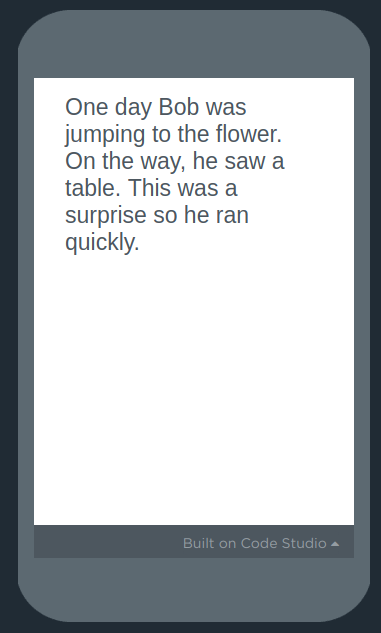 One day Bob was
jumping to the flower.
On the way, he saw a
table. This was a
surprise so he ran
quickly.
Built on Code Studio